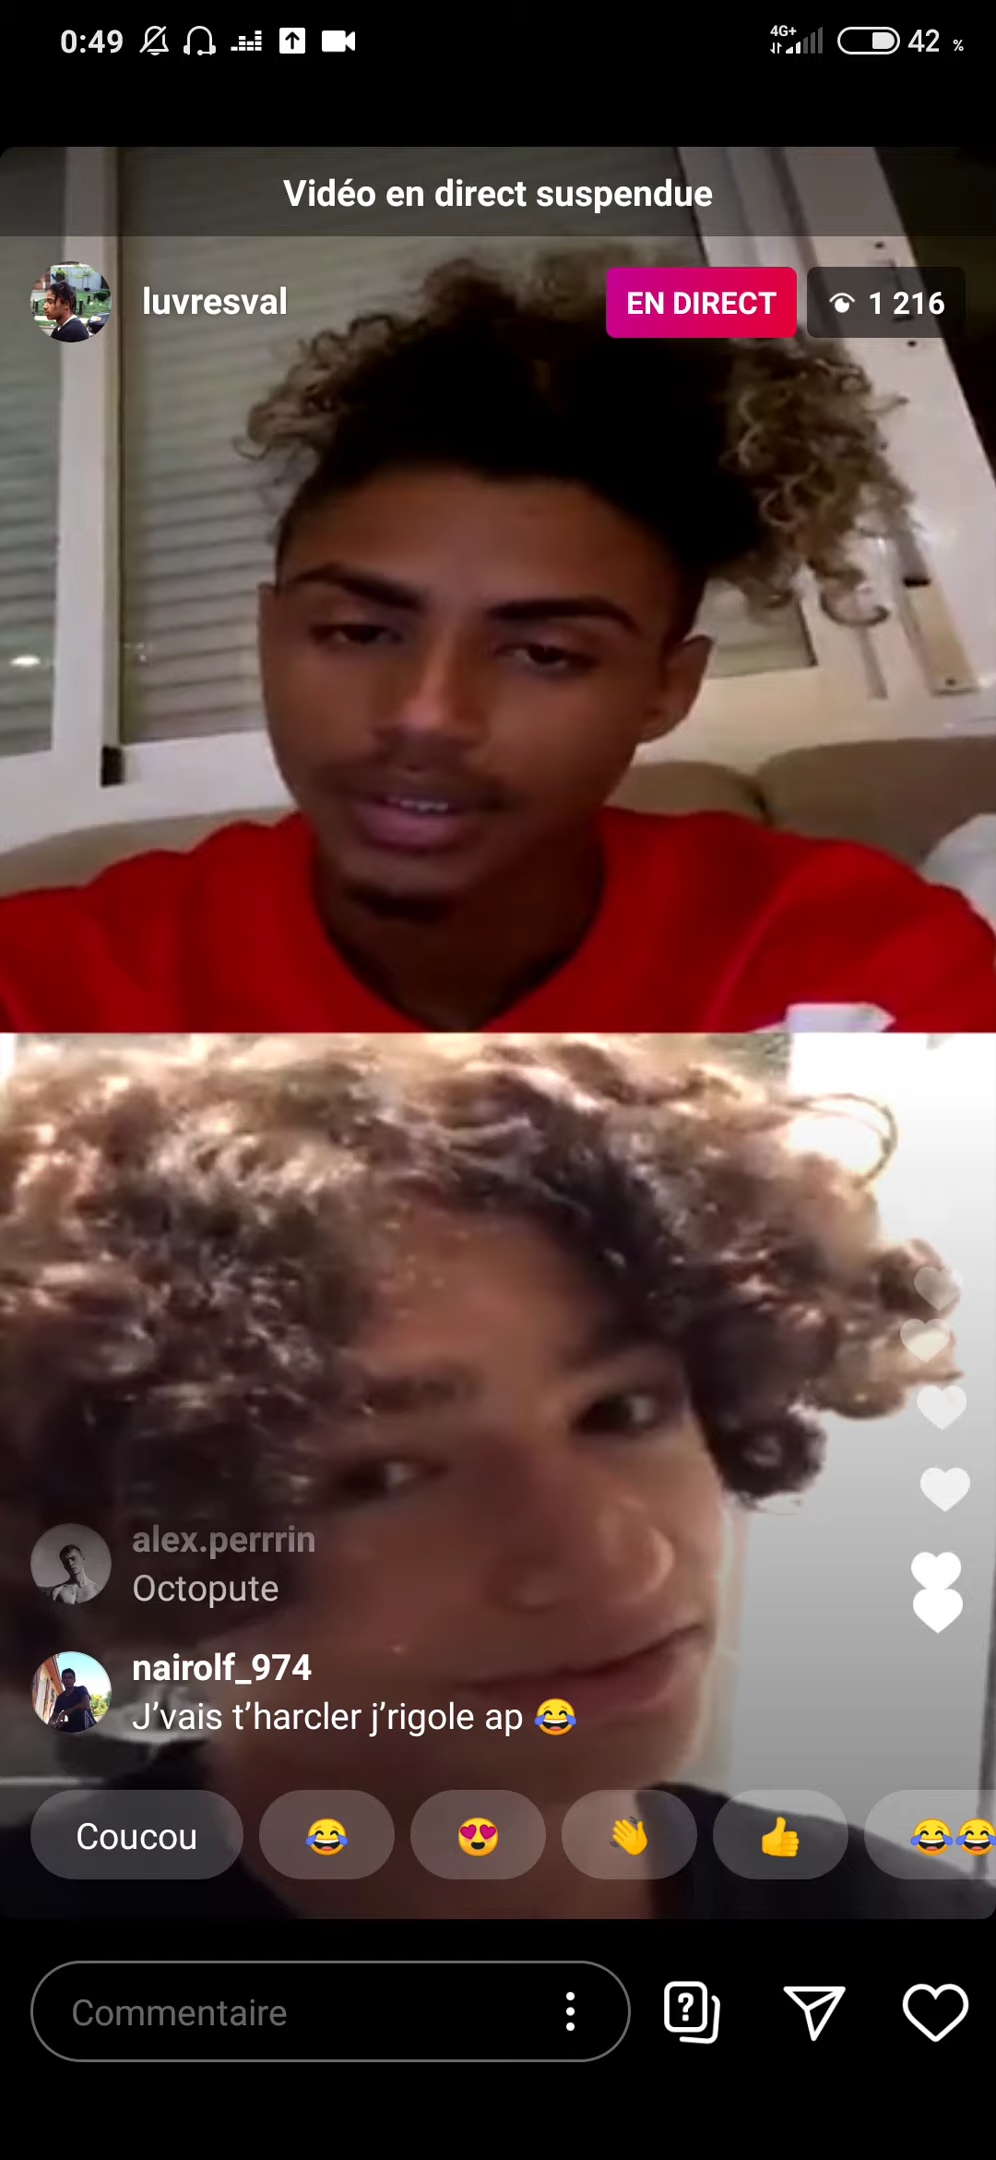 0:49
4G+
42 %
Vidéo en direct suspendue
luvresval
EN DIRECT
1 216
alex.perrrin
Octopute
nairolf_974
J’vais t’harcler j’rigole ap 😂
Coucou 😂 😍 👋 👍 😂😂
Commentaire